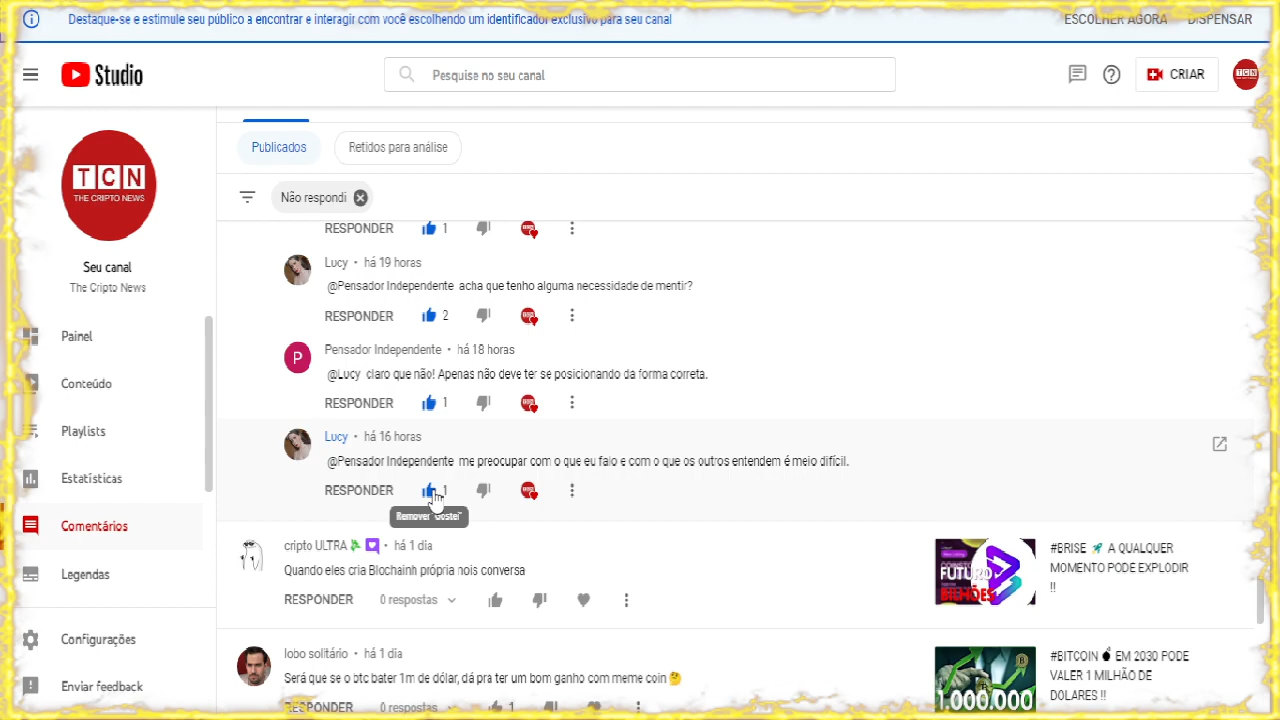 Destaque-se e estimule seu público a encontrar e interagir com você escolhendo um identificador exclusivo para seu canal
ESCOLHER AGORA DISPENSAR
Studio
Pesquise no seu canal
CRIAR
TCN
Publicados
Retidos para análise
TCN
THE CRIPTO NEWS
Não respondi
RESPONDER 1
Seu canal
The Cripto News
Lucy • há 19 horas
@Pensador Independente acha que tenho alguma necessidade de mentir?
RESPONDER 2
Painel
P
Pensador Independente • há 18 horas
@Lucy claro que não! Apenas não deve ter se posicionando da forma correta.
RESPONDER 1
Conteúdo
Playlists
Lucy • há 16 horas
@Pensador Independente me preocupar com o que eu falo e com o que os outros entendem é meio difícil.
RESPONDER 1
Remover "Gostei"
Estatísticas
Comentários
Legendas
Configurações
Enviar feedback
cripto ULTRA • há 1 dia
Quando eles cria Blochainh própria nois conversa
RESPONDER 0 respostas
FUTURO
BILHÕES
#BRISE 🚀 A QUALQUER
MOMENTO PODE EXPLODIR
!!
lobo solitário • há 1 dia
Será que se o btc bater 1m de dólar, dá pra ter um bom ganho com meme coin 🤔
RESPONDER 0 respostas 1
1.000.000
#BITCOIN 💣 EM 2030 PODE
VALER 1 MILHÃO DE
DOLARES !!